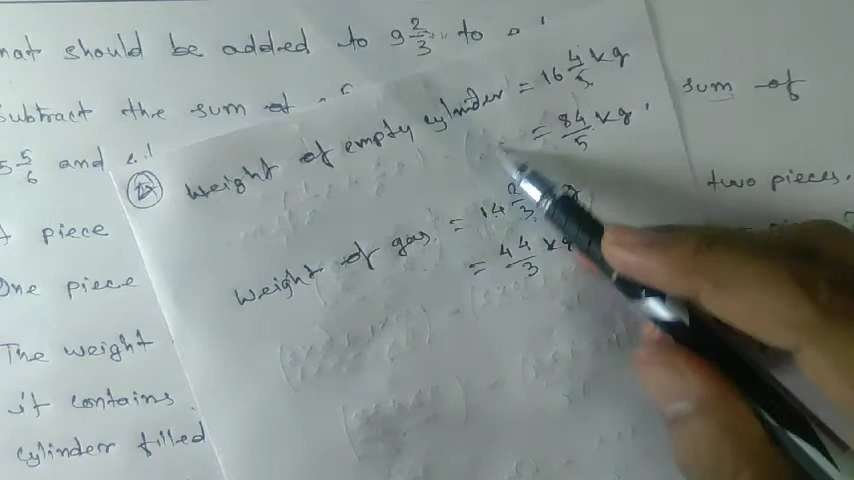 hat should be added to 9 2/3 to
subtract the sum of
sum of
5 5/6 and
two pieces.
piece
One piece
The weight
it contains
cylinder filled
Weight of empty cylinder = 16 4/5 kg
= 84/5 kg
Weight of gas = 14 2/3
= 44/3 kg